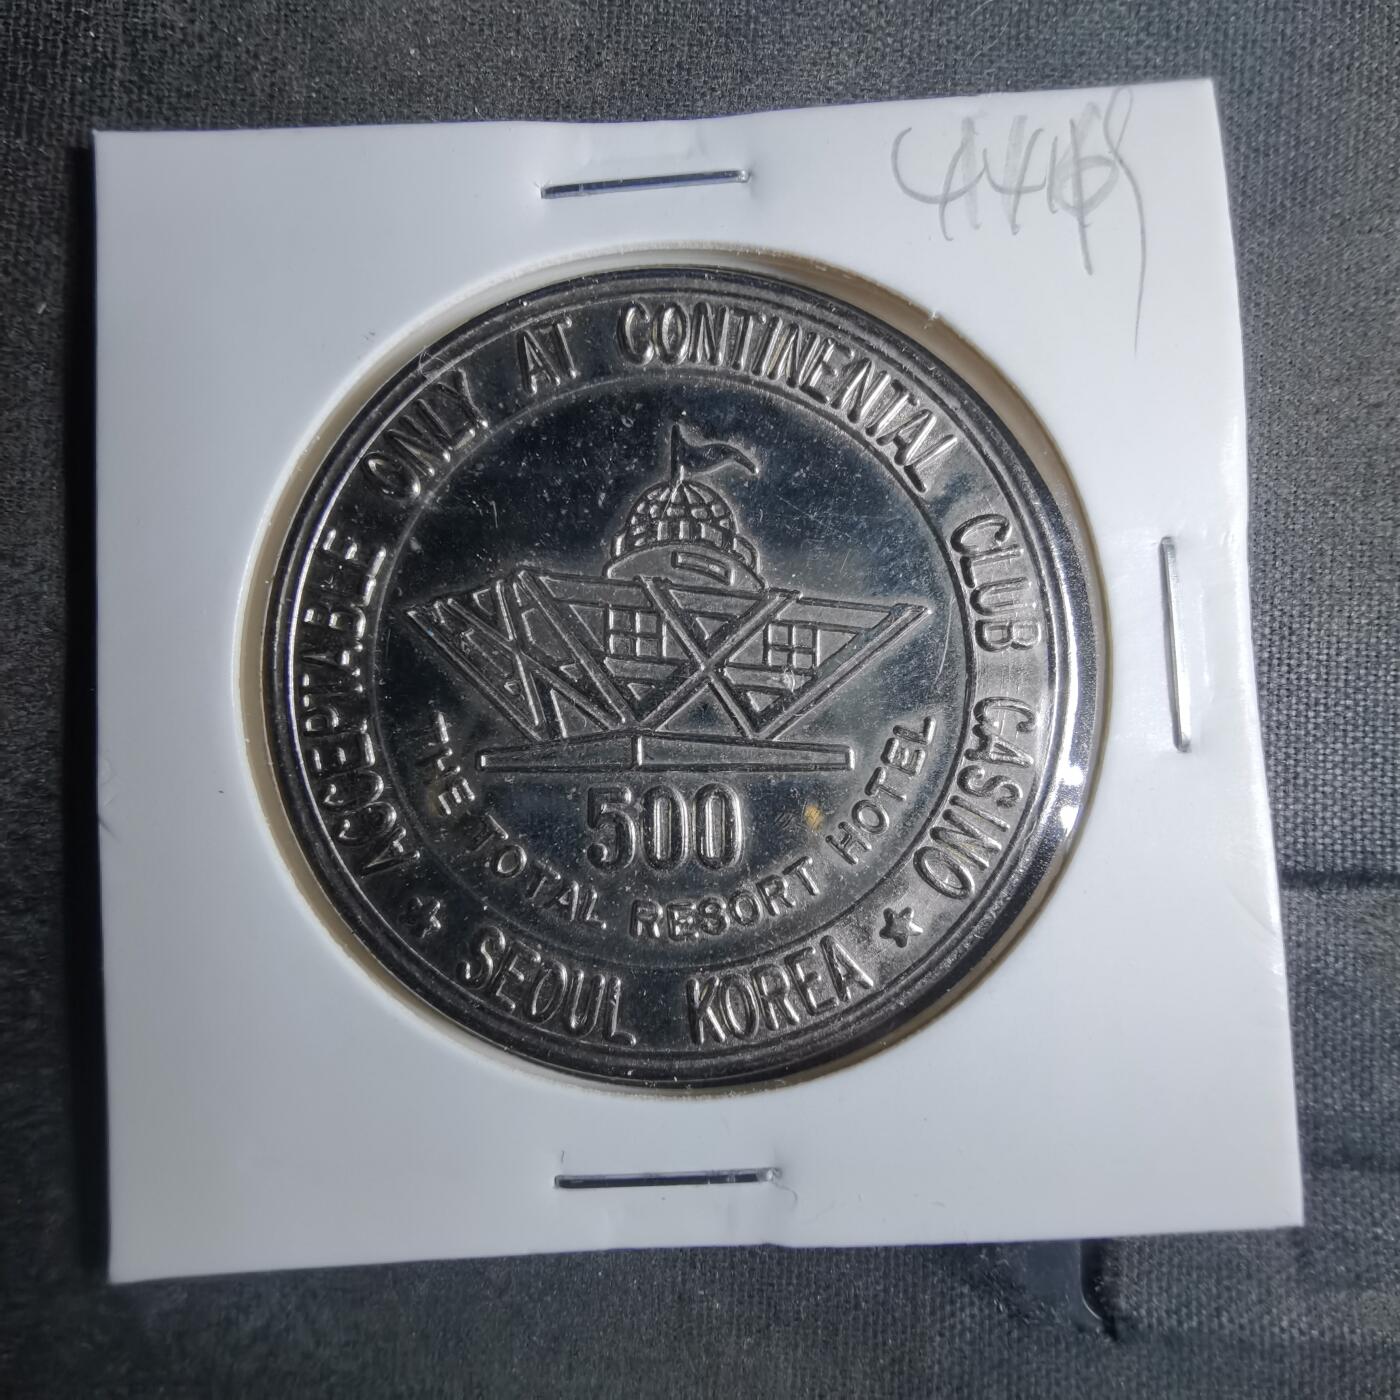 ACCEPTABLE ONLY AT CONTINENTAL CLUB CASINO
500
THE TOTAL RESORT HOTEL
SEOUL KOREA